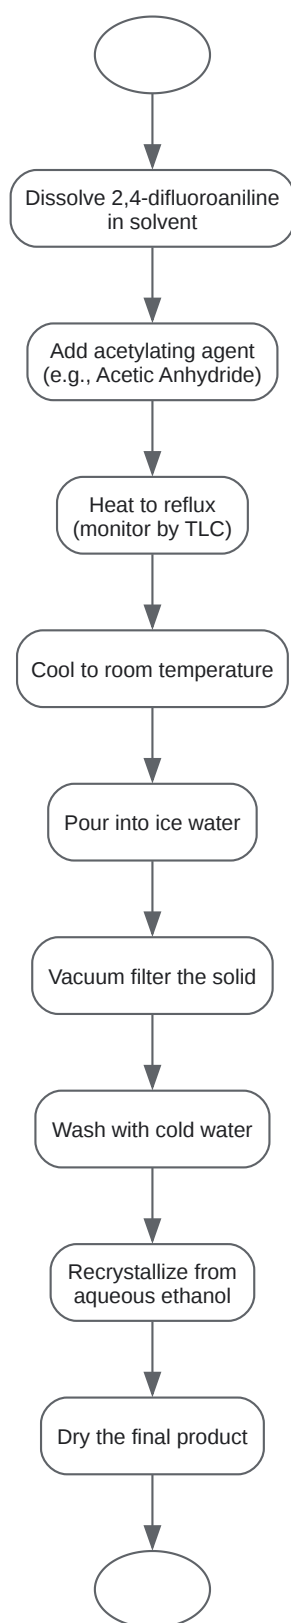 Dissolve 2,4-difluoroaniline
in solvent
Add acetylating agent
(e.g., Acetic Anhydride)
Heat to reflux
(monitor by TLC)
Cool to room temperature
Pour into ice water
Vacuum filter the solid
Wash with cold water
Recrystallize from
aqueous ethanol
Dry the final product